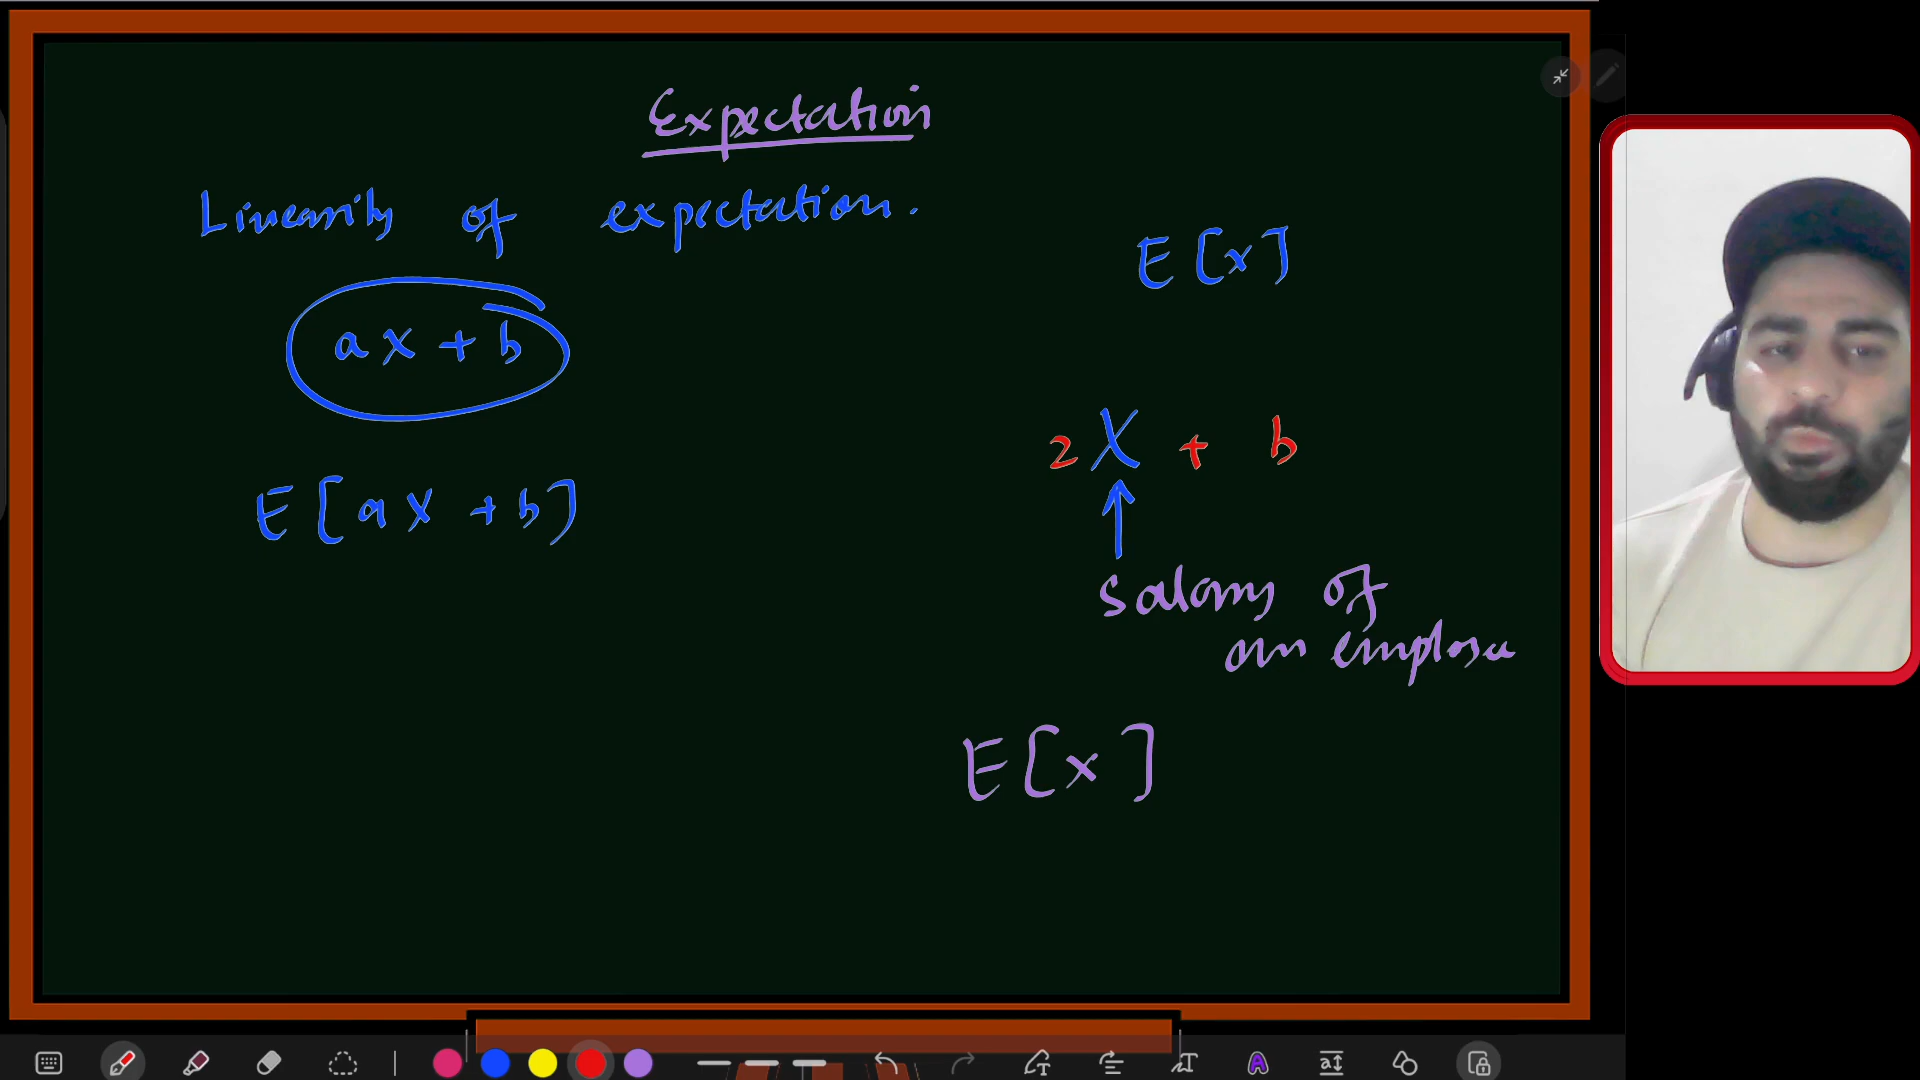 Expectation
Linearity of expectation.
E[x]
ax + b
2X + b
E[ax + b]
salary of
an employee
E[x]